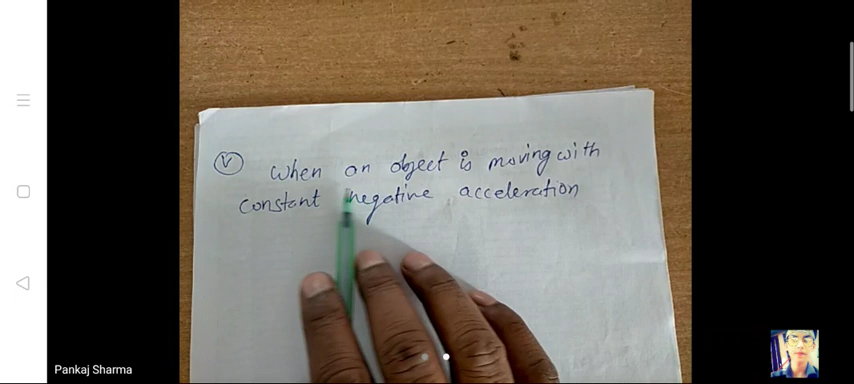 (V) When an object is moving with
constant negative acceleration
Pankaj Sharma